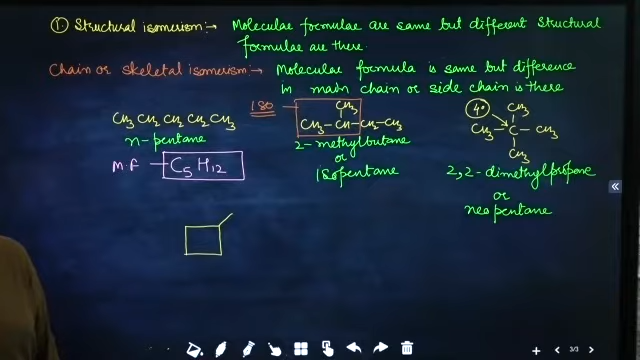 ① Structural isomerism :→ Molecular formulae are same but different Structural
formulae are there.
Chain or Skeletal isomerism → Molecular formula is same but difference
in main chain or side chain is there
ISO
CH₃ CH₂ CH₂ CH₂ CH₃
n-pentane
M.F
C₅H₁₂
CH₃
CH₃ – CH – CH₂ – CH₃
2-methylbutane
or
isopentane
4°
CH₃
CH₃ – C – CH₃
CH₃
2,2-dimethylpropane
or
neopentane
3/3